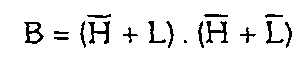 B = (H̅ + L) . (H̅ + L̅)